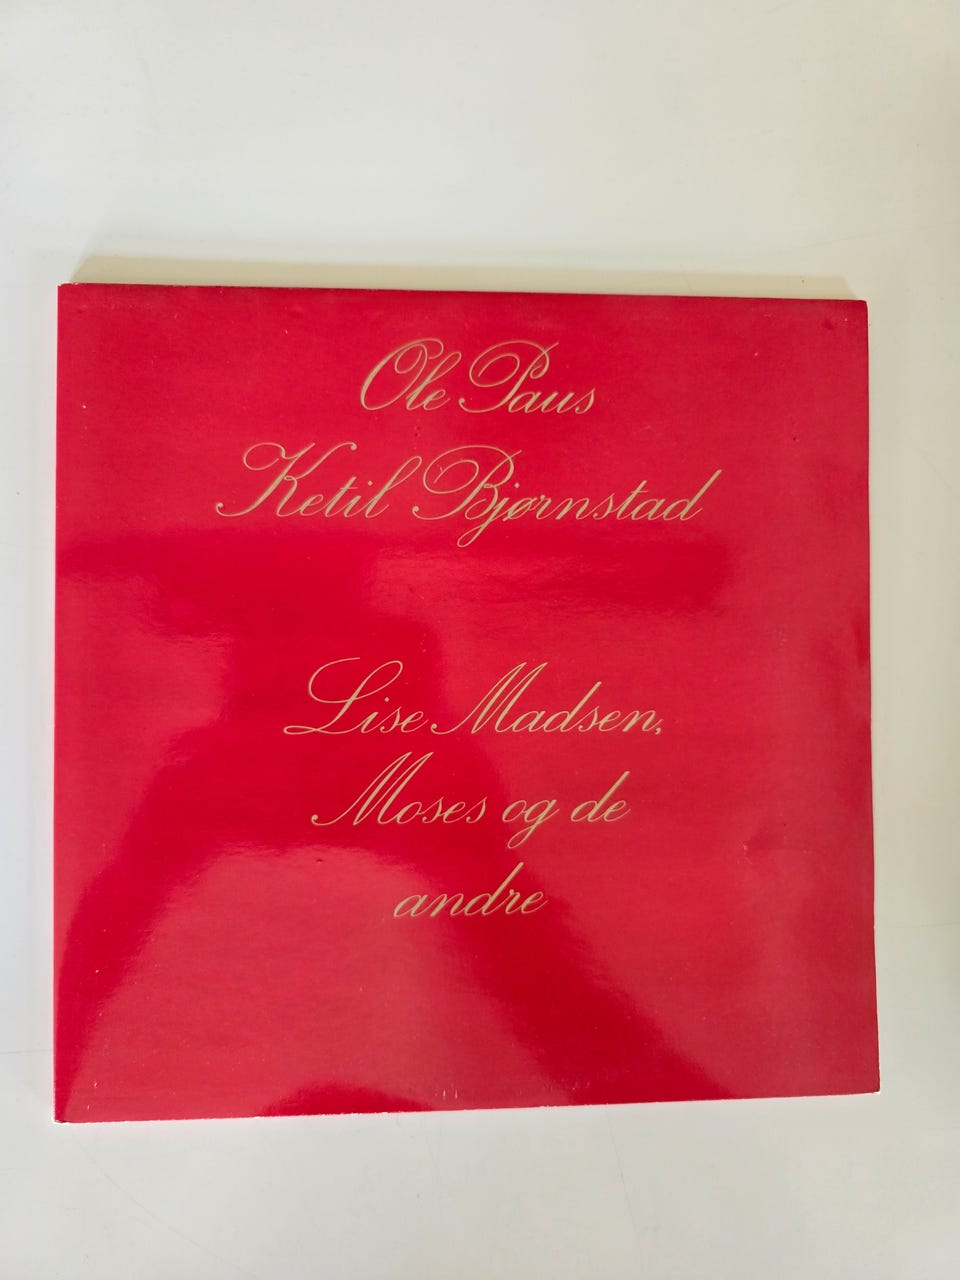 Ole Paus
Ketil Bjørnstad
Lise Madsen,
Moses og de
andre